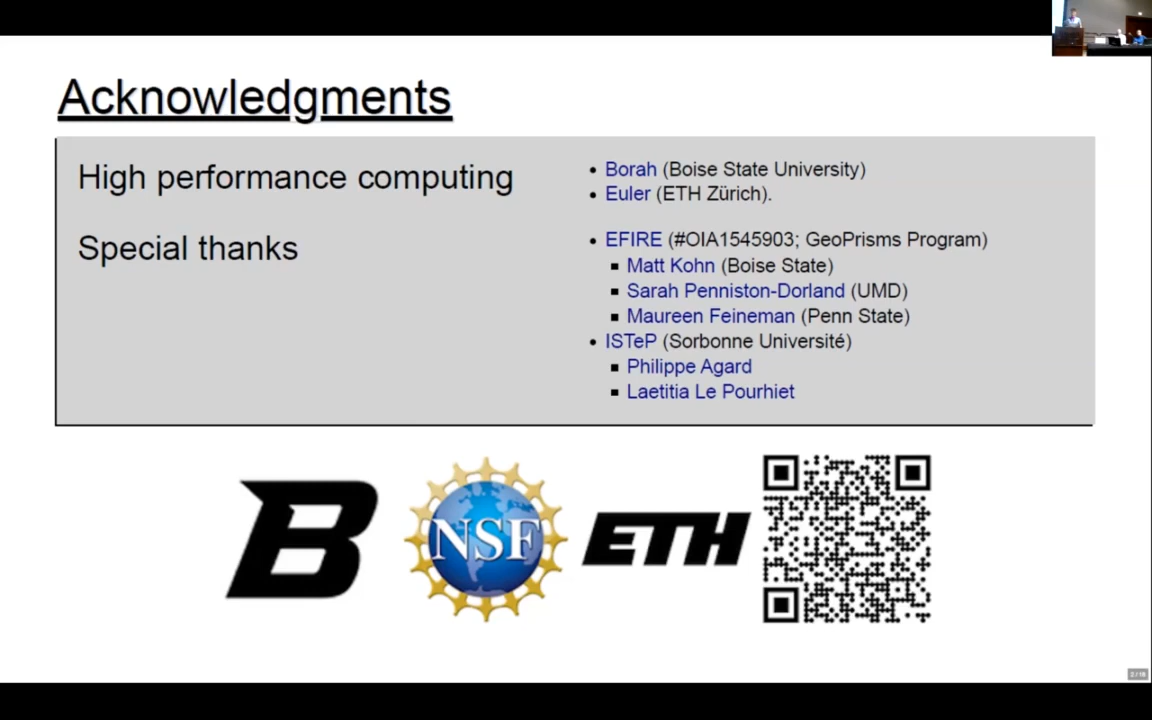 Acknowledgments
High performance computing
• Borah (Boise State University)
• Euler (ETH Zürich).
Special thanks
• EFIRE (#OIA1545903; GeoPrisms Program)
▪ Matt Kohn (Boise State)
▪ Sarah Penniston-Dorland (UMD)
▪ Maureen Feineman (Penn State)
• ISTeP (Sorbonne Université)
▪ Philippe Agard
▪ Laetitia Le Pourhiet
B
NSF
ETH
2 / 18